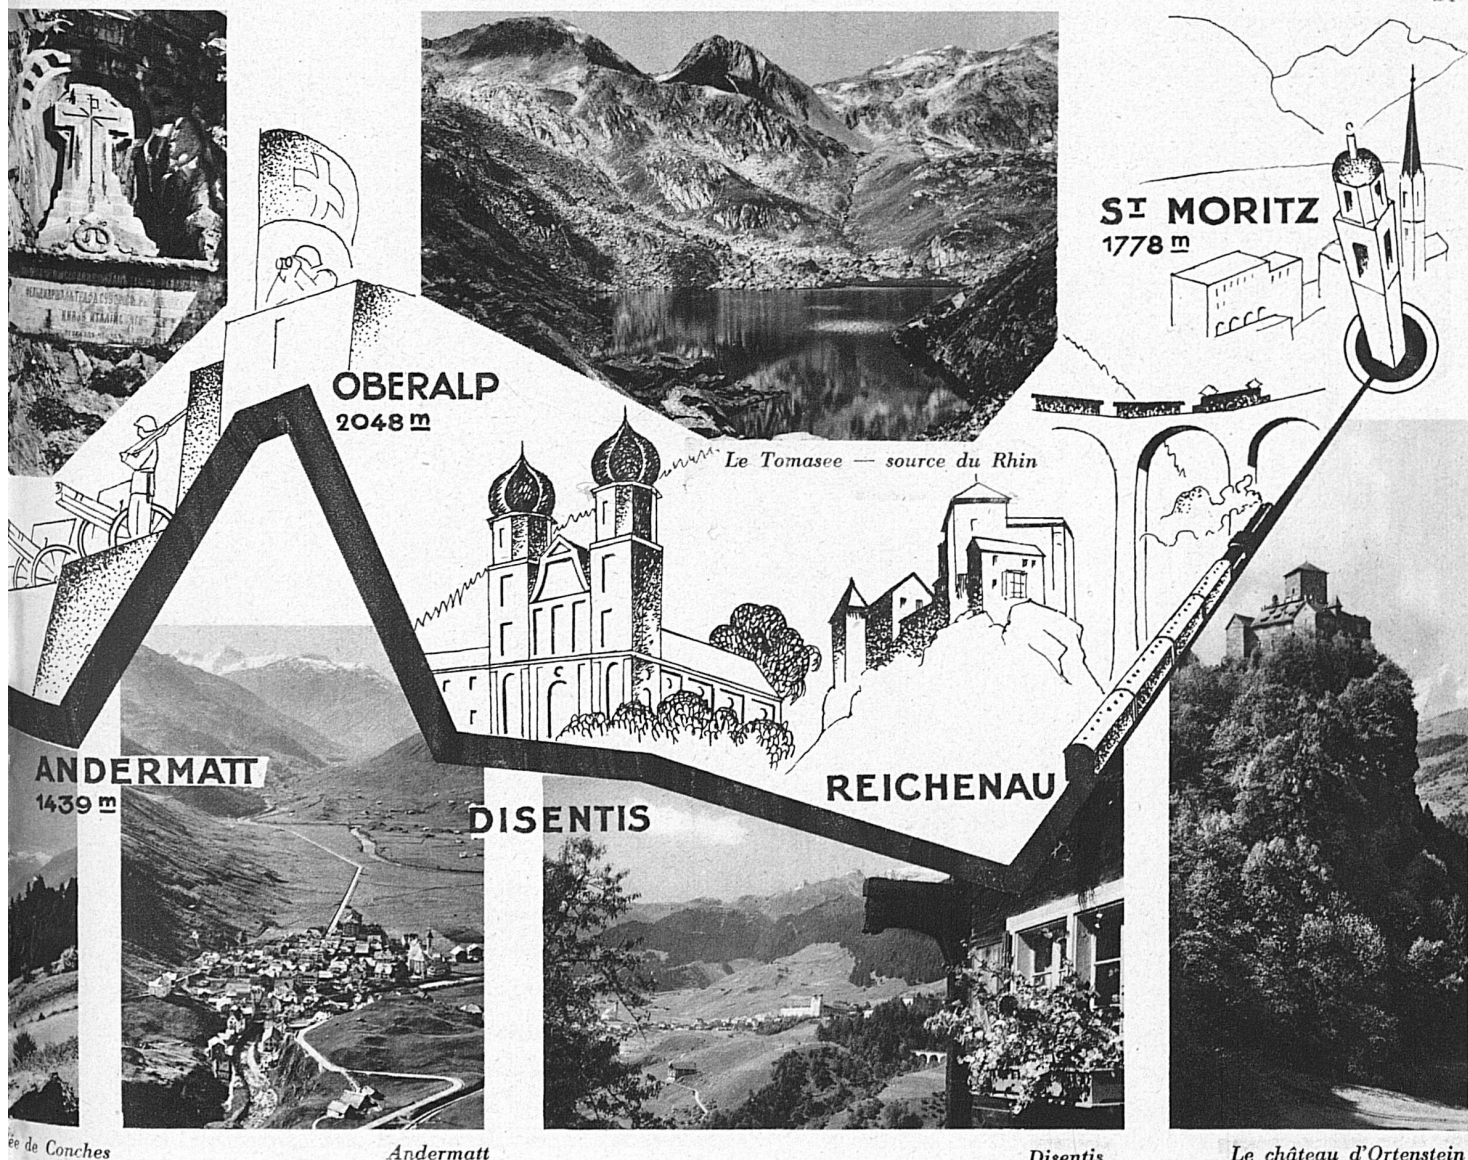 ST MORITZ
1778 m
OBERALP
2048 m
Le Tomasee — source du Rhin
ANDERMATT
1439 m
DISENTIS
REICHENAU
ée de Conches
Andermatt
Disentis
Le château d'Ortenstein